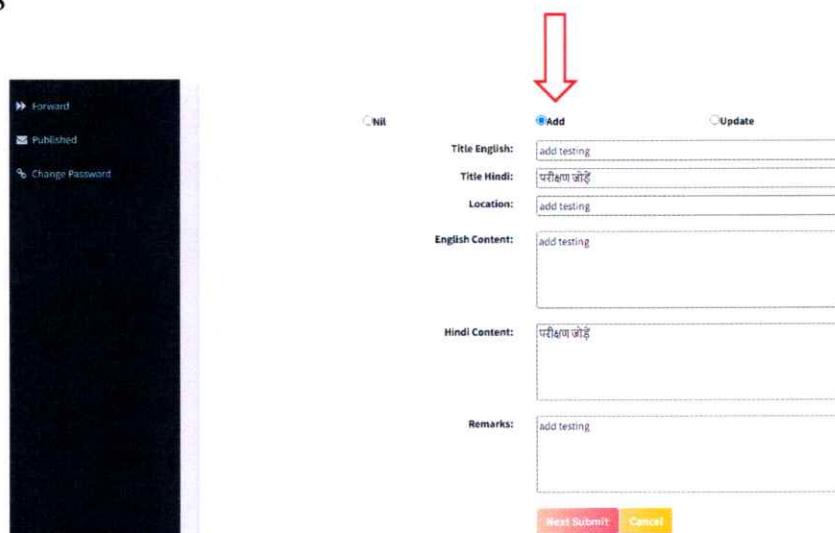 Forward
Published
Change Password
Nil Add Update
Title English: add testing
Title Hindi: परीक्षण जोड़ें
Location: add testing
English Content: add testing
Hindi Content: परीक्षण जोड़ें
Remarks: add testing
Next Submit Cancel